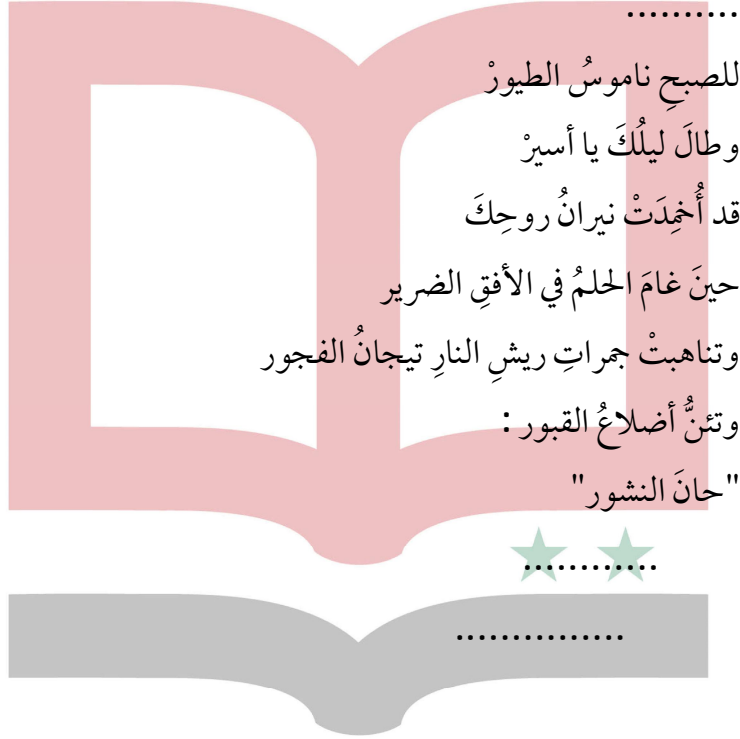 ..........
للصبحِ ناموسُ الطيورْ
وطالَ ليلُكَ يا أسيرْ
قد أُخمِدَتْ نيرانُ روحِكَ
حينَ غامَ الحلمُ في الأفقِ الضرير
وتناهبتْ جمراتِ ريشِ النارِ تيجانُ الفجور
وتئنُّ أضلاعُ القبور :
"حانَ النشور"
............
...............